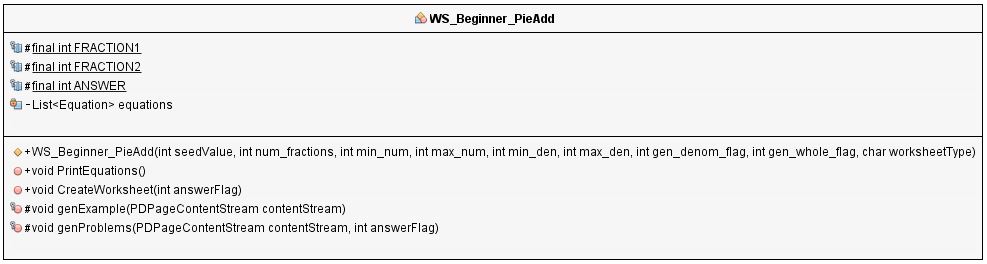 WS_Beginner_PieAdd
#final int FRACTION1
#final int FRACTION2
#final int ANSWER
-List<Equation> equations
+WS_Beginner_PieAdd(int seedValue, int num_fractions, int min_num, int max_num, int min_den, int max_den, int gen_denom_flag, int gen_whole_flag, char worksheetType)
+void PrintEquations()
+void CreateWorksheet(int answerFlag)
#void genExample(PDPageContentStream contentStream)
#void genProblems(PDPageContentStream contentStream, int answerFlag)